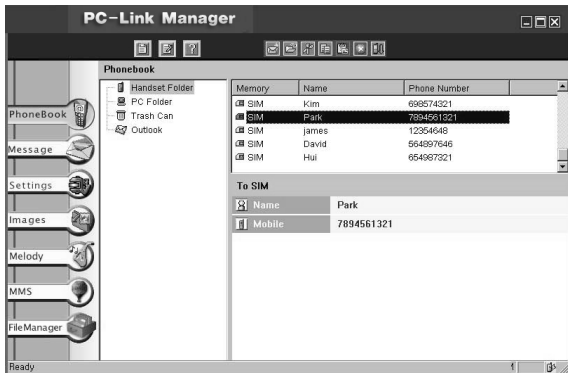 PC-Link Manager
Phonebook
PhoneBook
Message
Settings
Images
Melody
MMS
FileManager
Handset Folder
PC Folder
Trash Can
Outlook
Memory Name Phone Number
SIM Kim 698574321
SIM Park 7894561321
SIM james 12354648
SIM David 564897646
SIM Hui 654987321
To SIM
Name Park
Mobile 7894561321
Ready 1